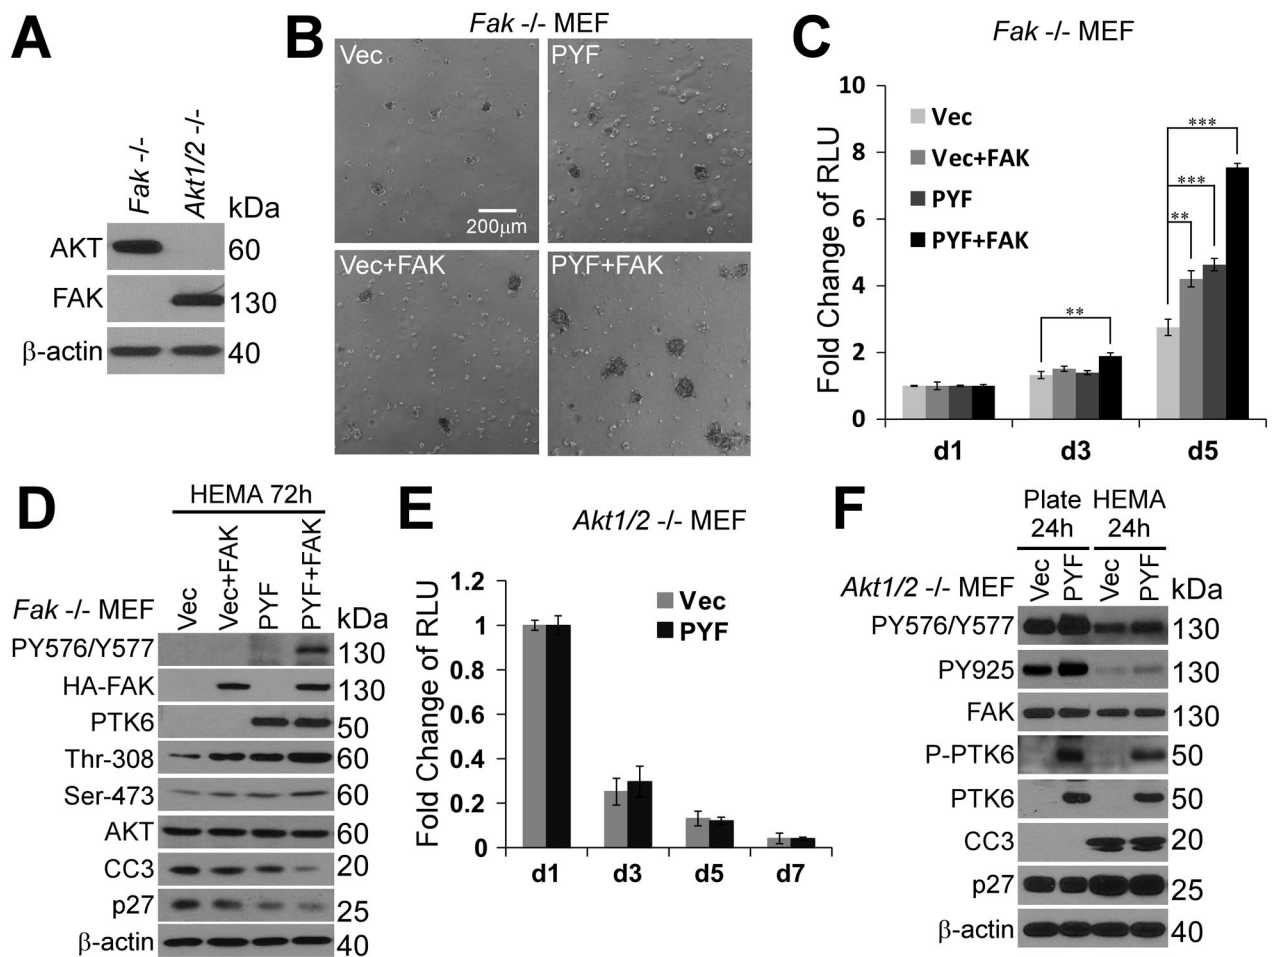 A
Fak -/-
Akt1/2 -/-
kDa
AKT
60
FAK
130
β-actin
40
B
Fak -/- MEF
Vec
PYF
200μm
Vec+FAK
PYF+FAK
C
Fak -/- MEF
Fold Change of RLU
10
8
6
4
2
0
Vec
Vec+FAK
PYF
PYF+FAK
**
**
***
***
d1
d3
d5
D
HEMA 72h
Fak -/- MEF
Vec
Vec+FAK
PYF
PYF+FAK
kDa
PY576/Y577
130
HA-FAK
130
PTK6
50
Thr-308
60
Ser-473
60
AKT
60
CC3
20
p27
25
β-actin
40
E
Akt1/2 -/- MEF
Fold Change of RLU
1.2
1
0.8
0.6
0.4
0.2
0
Vec
PYF
d1
d3
d5
d7
F
Plate HEMA
24h 24h
Akt1/2 -/- MEF
Vec
PYF
Vec
PYF
kDa
PY576/Y577
130
PY925
130
FAK
130
P-PTK6
50
PTK6
50
CC3
20
p27
25
β-actin
40